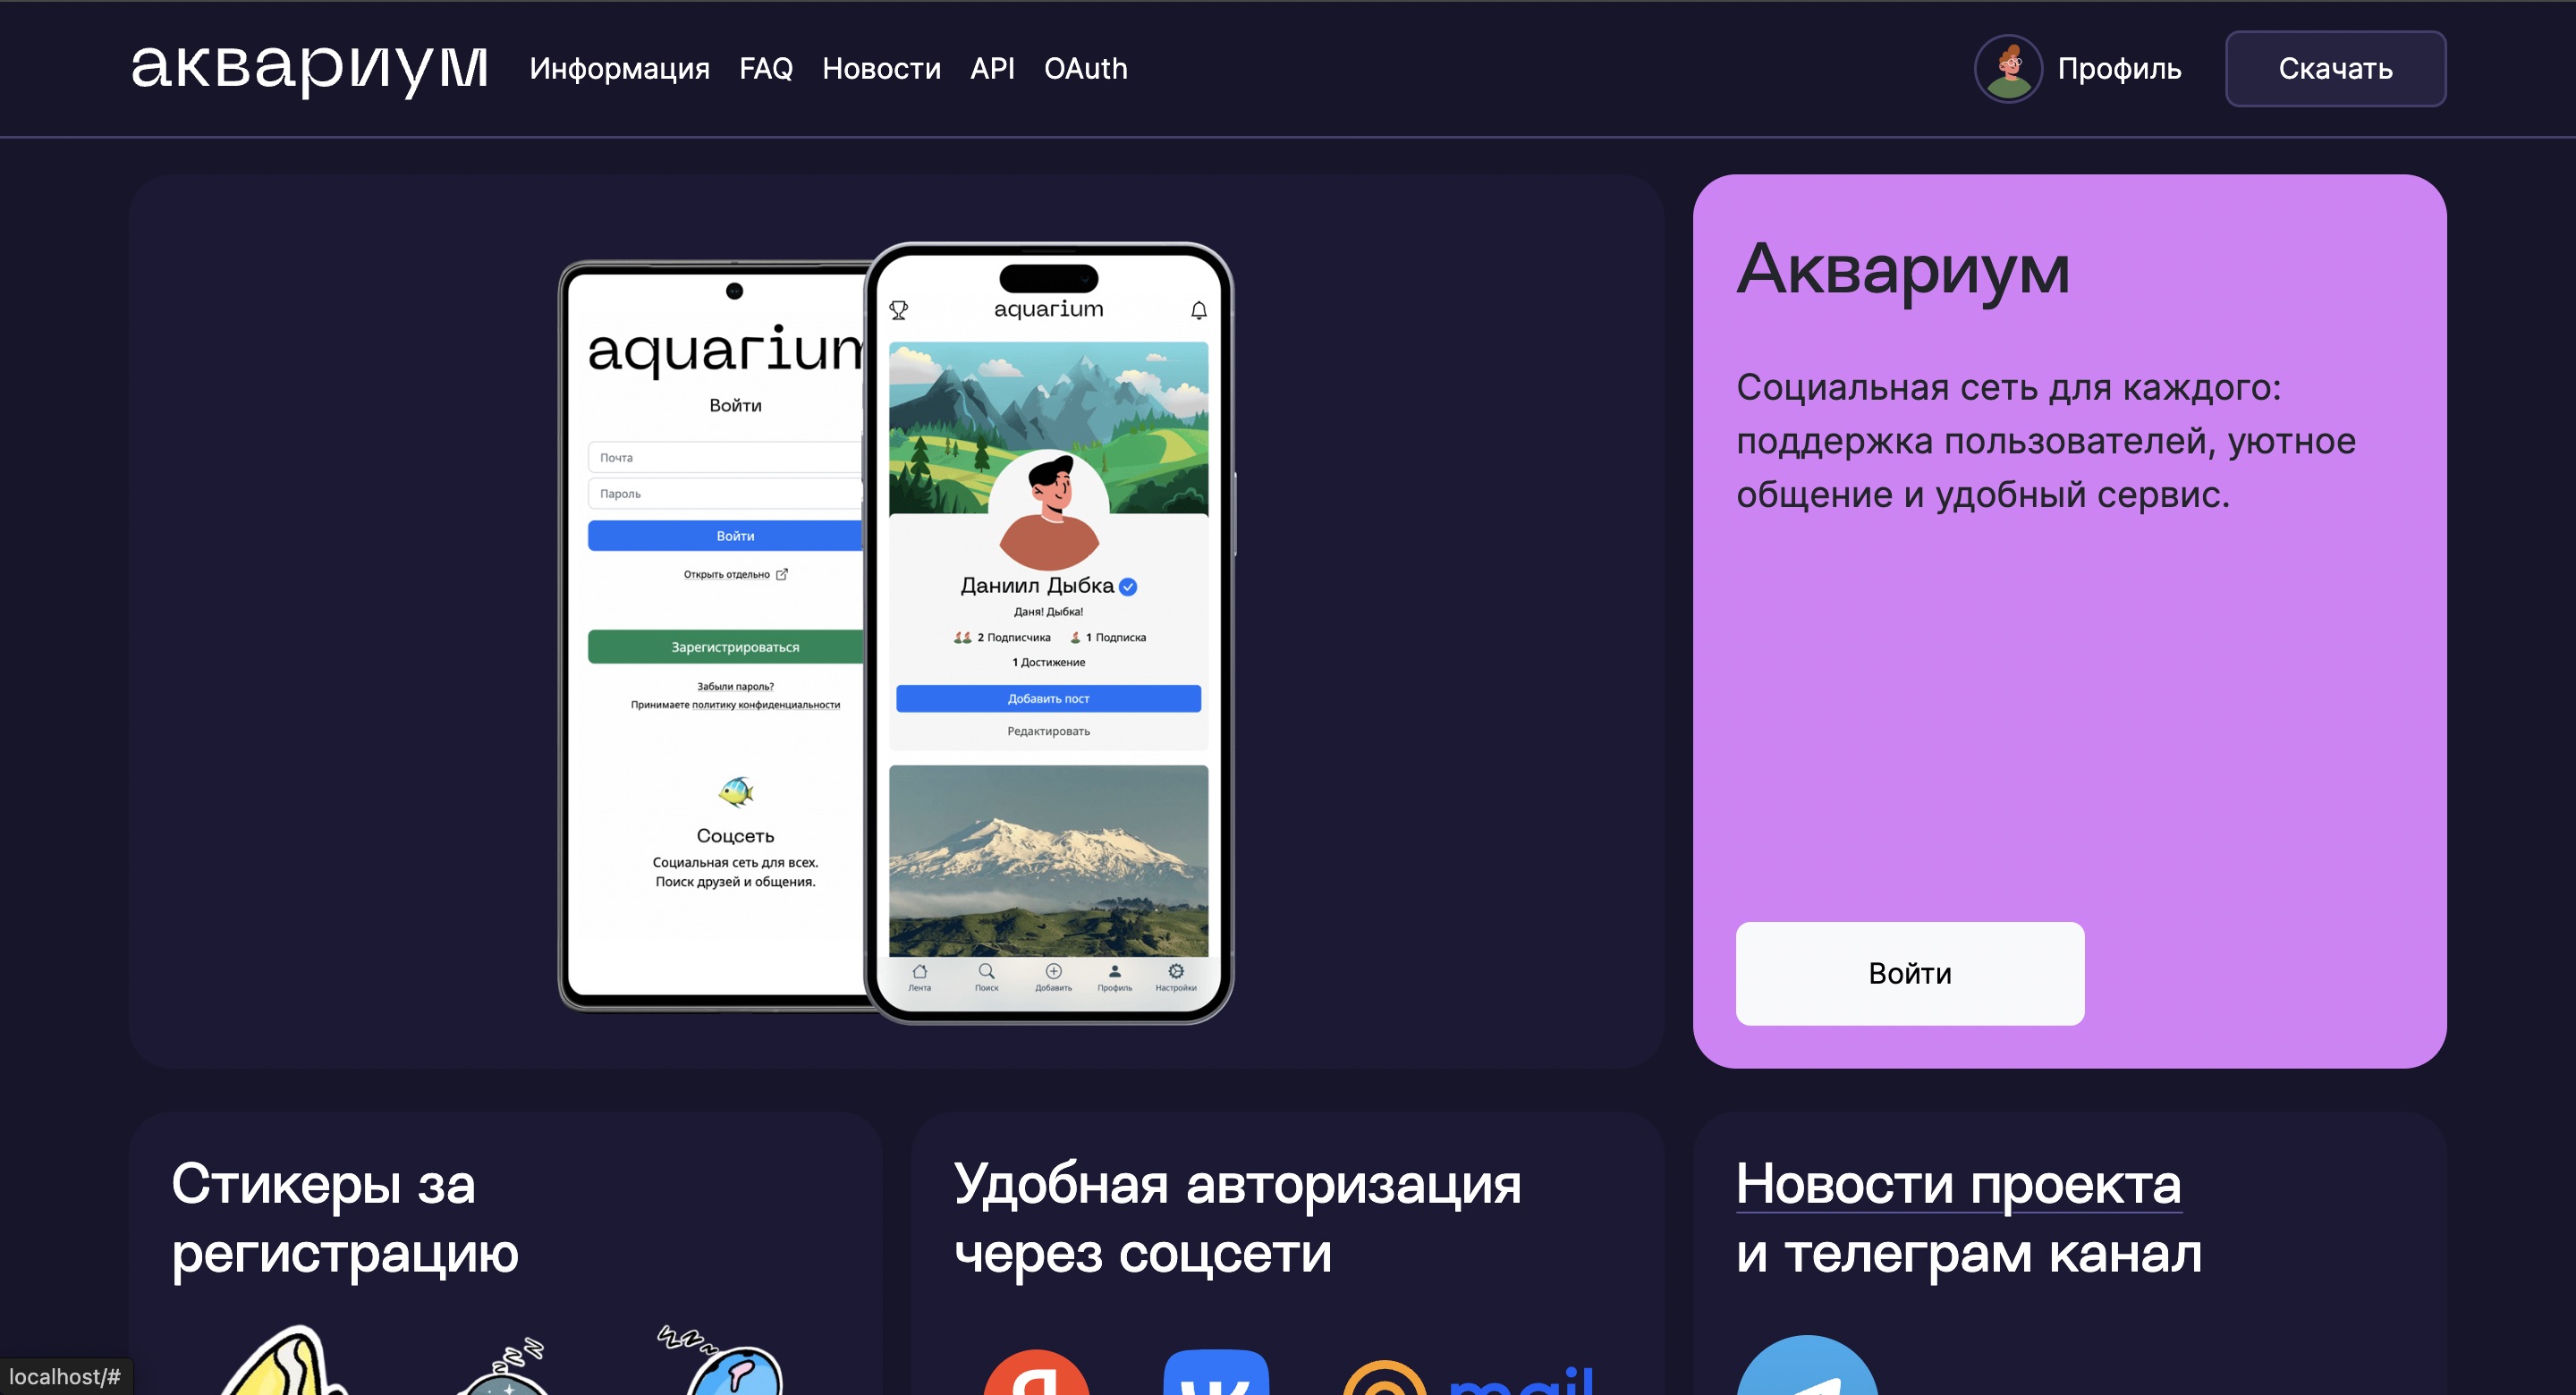 аквариум
Информация FAQ Новости API OAuth
Профиль
Скачать
aquarium
Войти
Почта
Пароль
Войти
Открыть отдельно
Зарегистрироваться
Забыли пароль?
Принимаете политику конфиденциальности
Соцсеть
Социальная сеть для всех.
Поиск друзей и общения.
aquarium
Даниил Дыбка
Даня! Дыбка!
2 Подписчика 1 Подписка
1 Достижение
Добавить пост
Редактировать
Лента Поиск Добавить Профиль Настройки
Аквариум
Социальная сеть для каждого:
поддержка пользователей, уютное
общение и удобный сервис.
Войти
Стикеры за
регистрацию
Удобная авторизация
через соцсети
Я
mail
Новости проекта
и телеграм канал
localhost/#